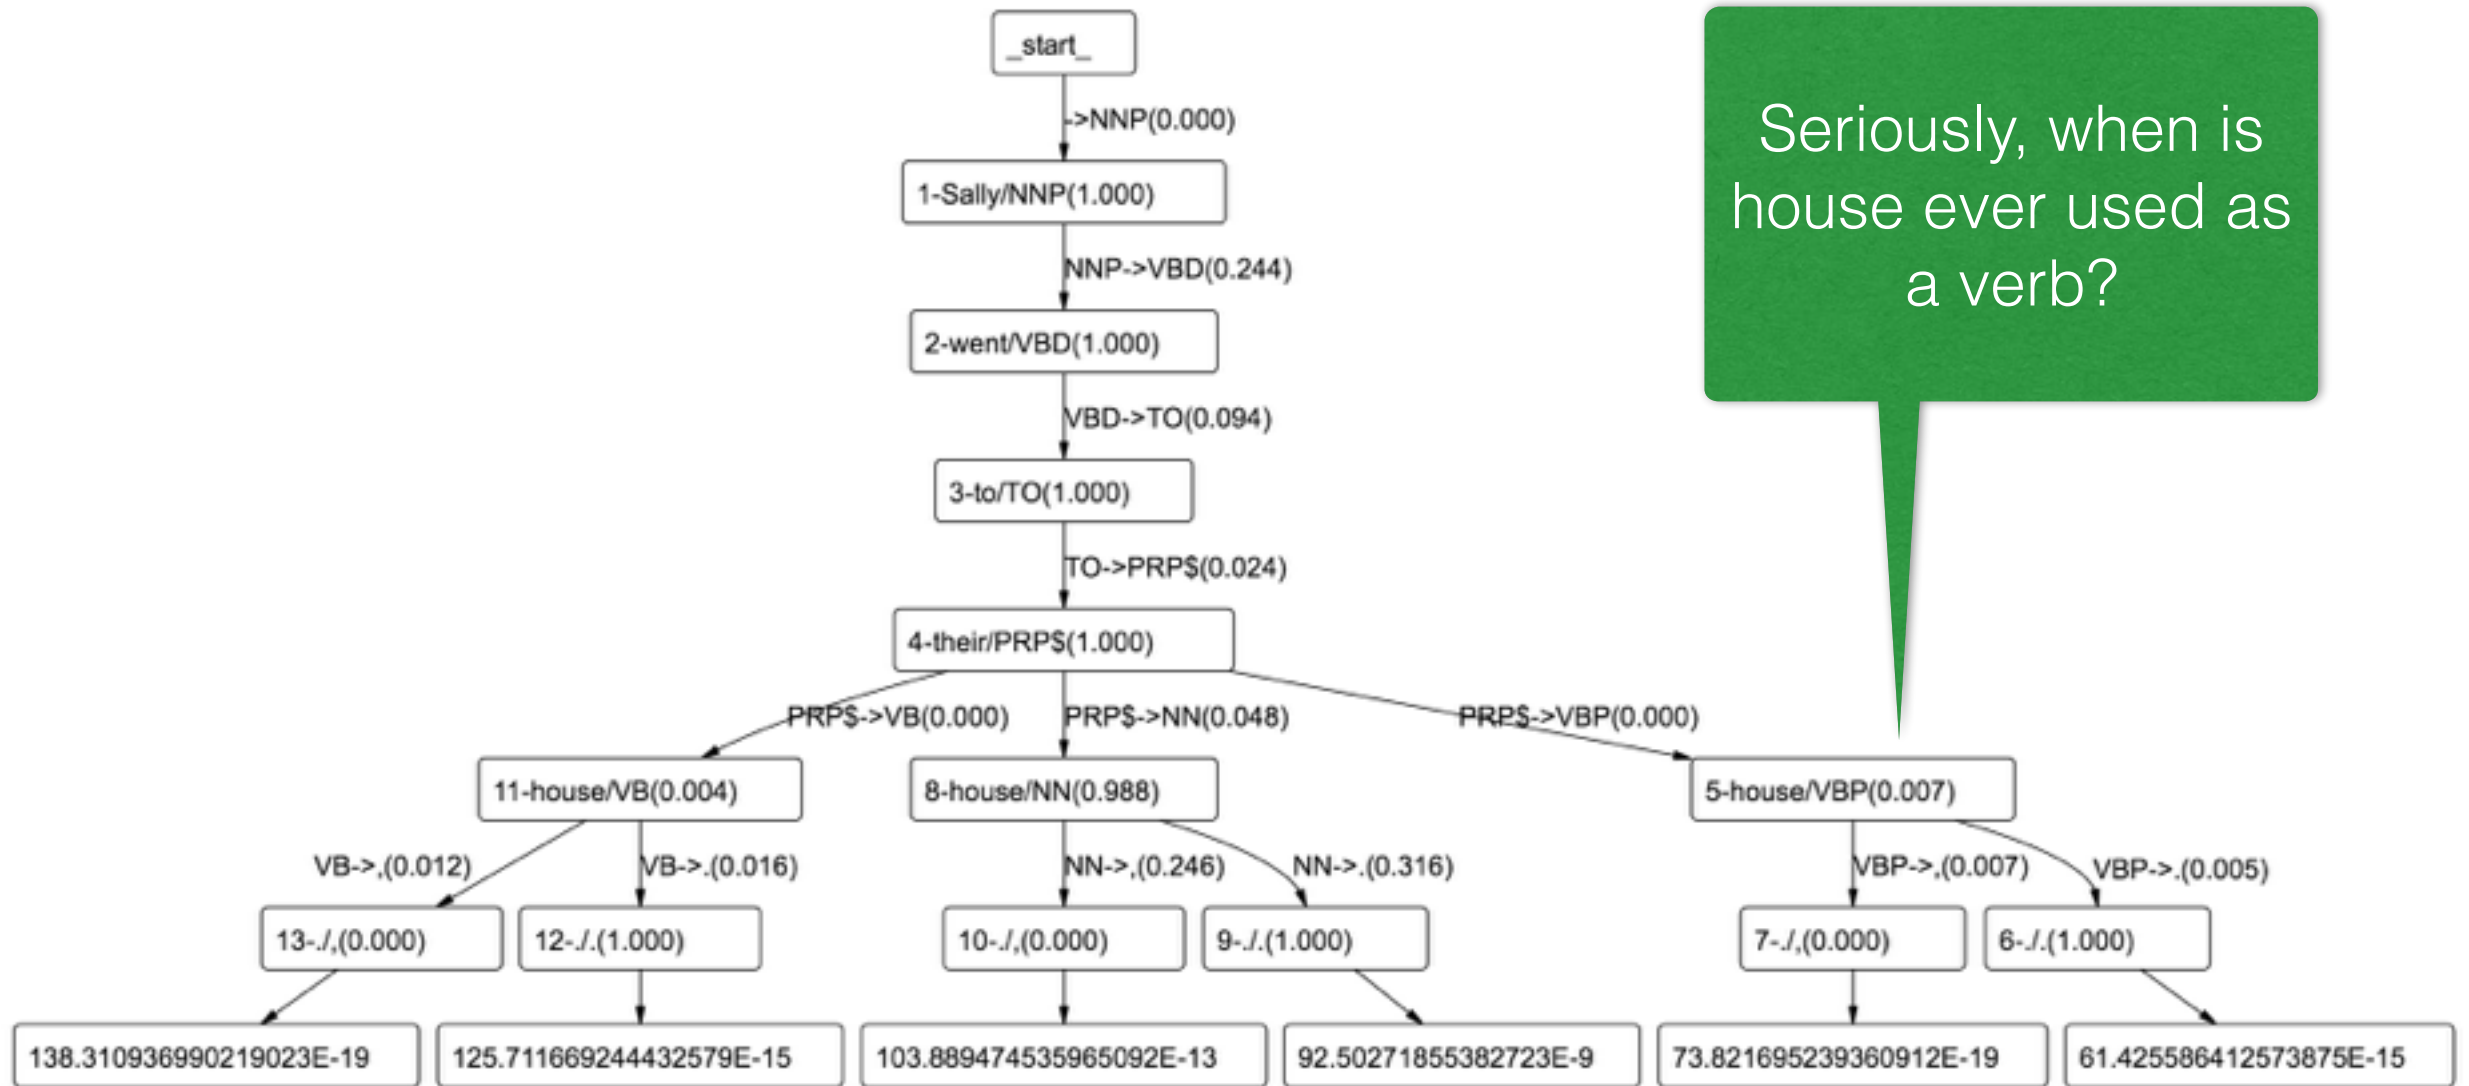 _start_
->NNP(0.000)
1-Sally/NNP(1.000)
NNP->VBD(0.244)
2-went/VBD(1.000)
VBD->TO(0.094)
3-to/TO(1.000)
TO->PRP$(0.024)
4-their/PRP$(1.000)
Seriously, when is
house ever used as
a verb?
PRP$->VB(0.000) PRP$->NN(0.048) PRP$->VBP(0.000)
11-house/VB(0.004) 8-house/NN(0.988) 5-house/VBP(0.007)
VB->,(0.012) VB->.(0.016) NN->,(0.246) NN->.(0.316) VBP->,(0.007) VBP->.(0.005)
13-./,(0.000) 12-./.(1.000) 10-./,(0.000) 9-./.(1.000) 7-./,(0.000) 6-./.(1.000)
138.310936990219023E-19 125.711669244432579E-15 103.889474535965092E-13 92.50271855382723E-9 73.821695239360912E-19 61.425586412573875E-15